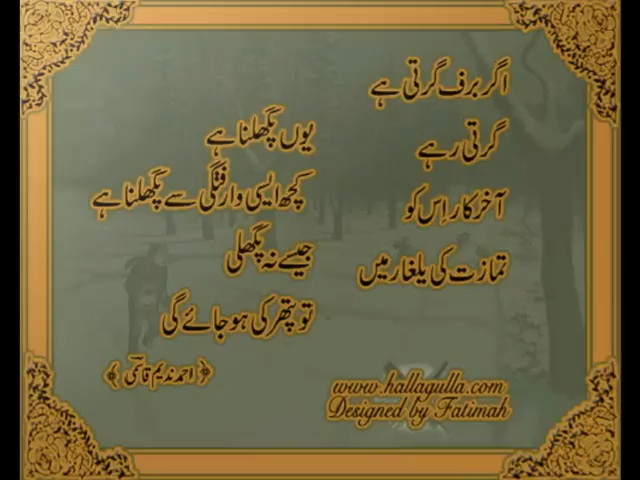 اگر برف گرتی ہے
گرتی رہے
آخر کار اِس کو
تمازت کی یلغار میں
یوں پگھلنا ہے
کچھ ایسی وارفتگی سے پگھلنا ہے
جیسے نہ پگھلی
تو پتھر کی ہو جائے گی
﴿ احمد ندیم قاسمی ﴾
www.hallagulla.com
Designed by Fatimah